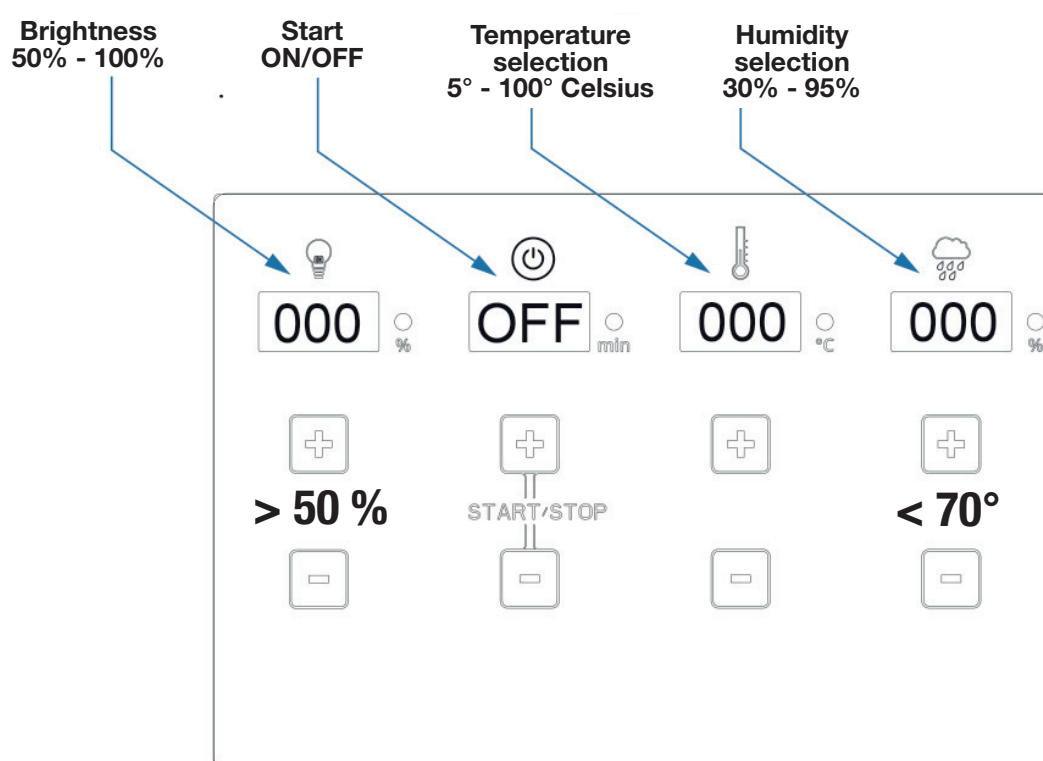 Brightness
50% - 100%
Start
ON/OFF
Temperature
selection
5° - 100° Celsius
Humidity
selection
30% - 95%
000
%
OFF
min
000
°C
000
%
> 50 %
START/STOP
< 70°